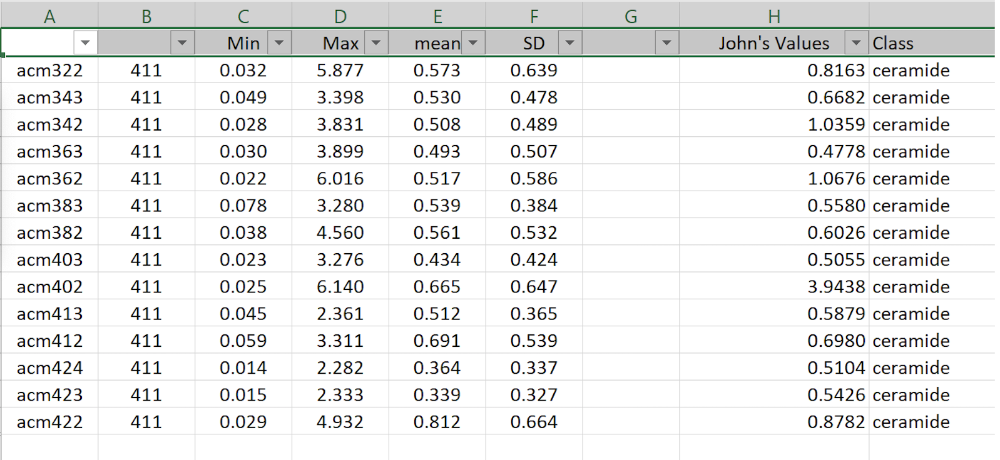 A B C D E F G H
Min Max mean SD John's Values Class
acm322 411 0.032 5.877 0.573 0.639 0.8163 ceramide
acm343 411 0.049 3.398 0.530 0.478 0.6682 ceramide
acm342 411 0.028 3.831 0.508 0.489 1.0359 ceramide
acm363 411 0.030 3.899 0.493 0.507 0.4778 ceramide
acm362 411 0.022 6.016 0.517 0.586 1.0676 ceramide
acm383 411 0.078 3.280 0.539 0.384 0.5580 ceramide
acm382 411 0.038 4.560 0.561 0.532 0.6026 ceramide
acm403 411 0.023 3.276 0.434 0.424 0.5055 ceramide
acm402 411 0.025 6.140 0.665 0.647 3.9438 ceramide
acm413 411 0.045 2.361 0.512 0.365 0.5879 ceramide
acm412 411 0.059 3.311 0.691 0.539 0.6980 ceramide
acm424 411 0.014 2.282 0.364 0.337 0.5104 ceramide
acm423 411 0.015 2.333 0.339 0.327 0.5426 ceramide
acm422 411 0.029 4.932 0.812 0.664 0.8782 ceramide